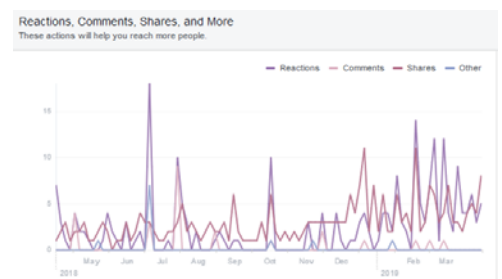 Reactions, Comments, Shares, and More
These actions will help you reach more people.
Reactions Comments Shares Other
15
10
5
0
May Jun Jul Aug Sep Oct Nov Dec Feb Mar
2018 2018